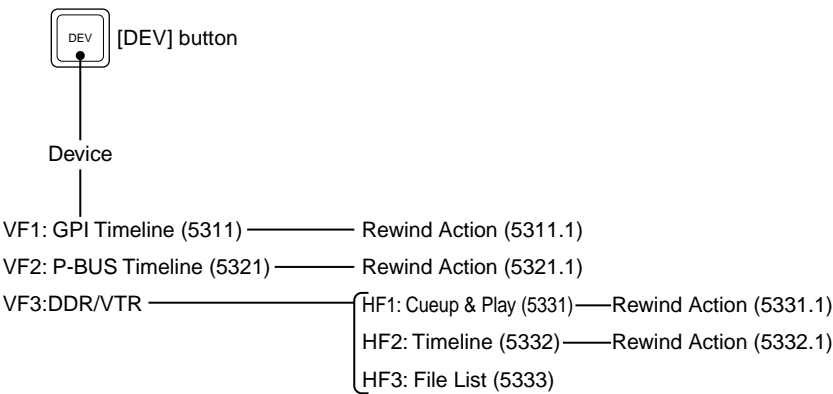 DEV
[DEV] button
Device
VF1: GPI Timeline (5311) Rewind Action (5311.1)
VF2: P-BUS Timeline (5321) Rewind Action (5321.1)
VF3:DDR/VTR HF1: Cueup & Play (5331) Rewind Action (5331.1)
HF2: Timeline (5332) Rewind Action (5332.1)
HF3: File List (5333)